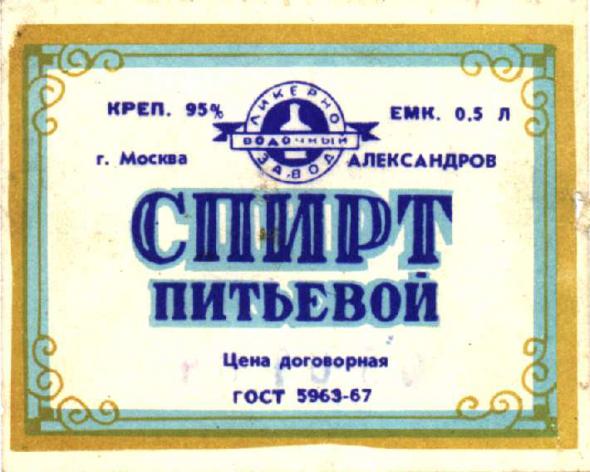 КРЕП. 95%
ЛИКЕРНО
ВОДОЧНЫЙ
ЗАВОД
ЕМК. 0,5 Л
г. Москва
АЛЕКСАНДРОВ
СПИРТ
ПИТЬЕВОЙ
Цена договорная
ГОСТ 5963-67